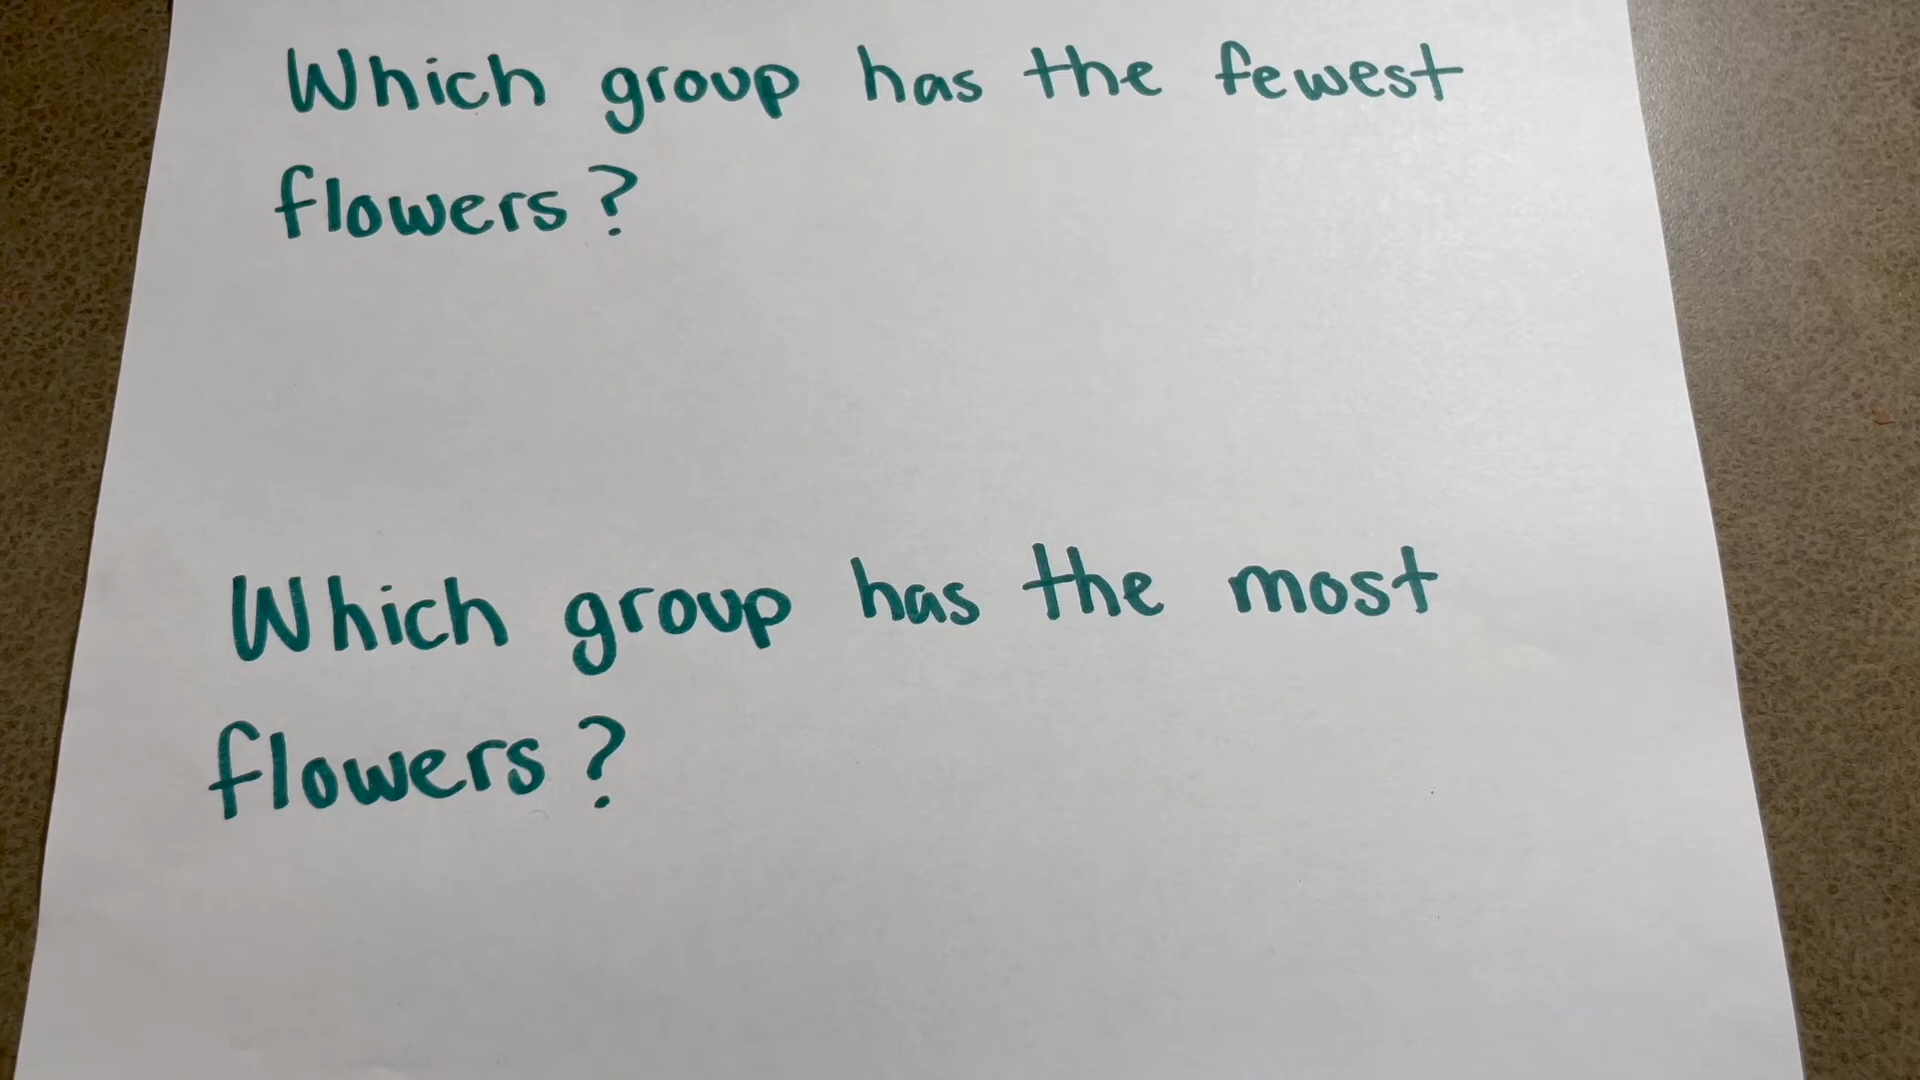 Which group has the fewest
flowers?
Which group has the most
flowers?